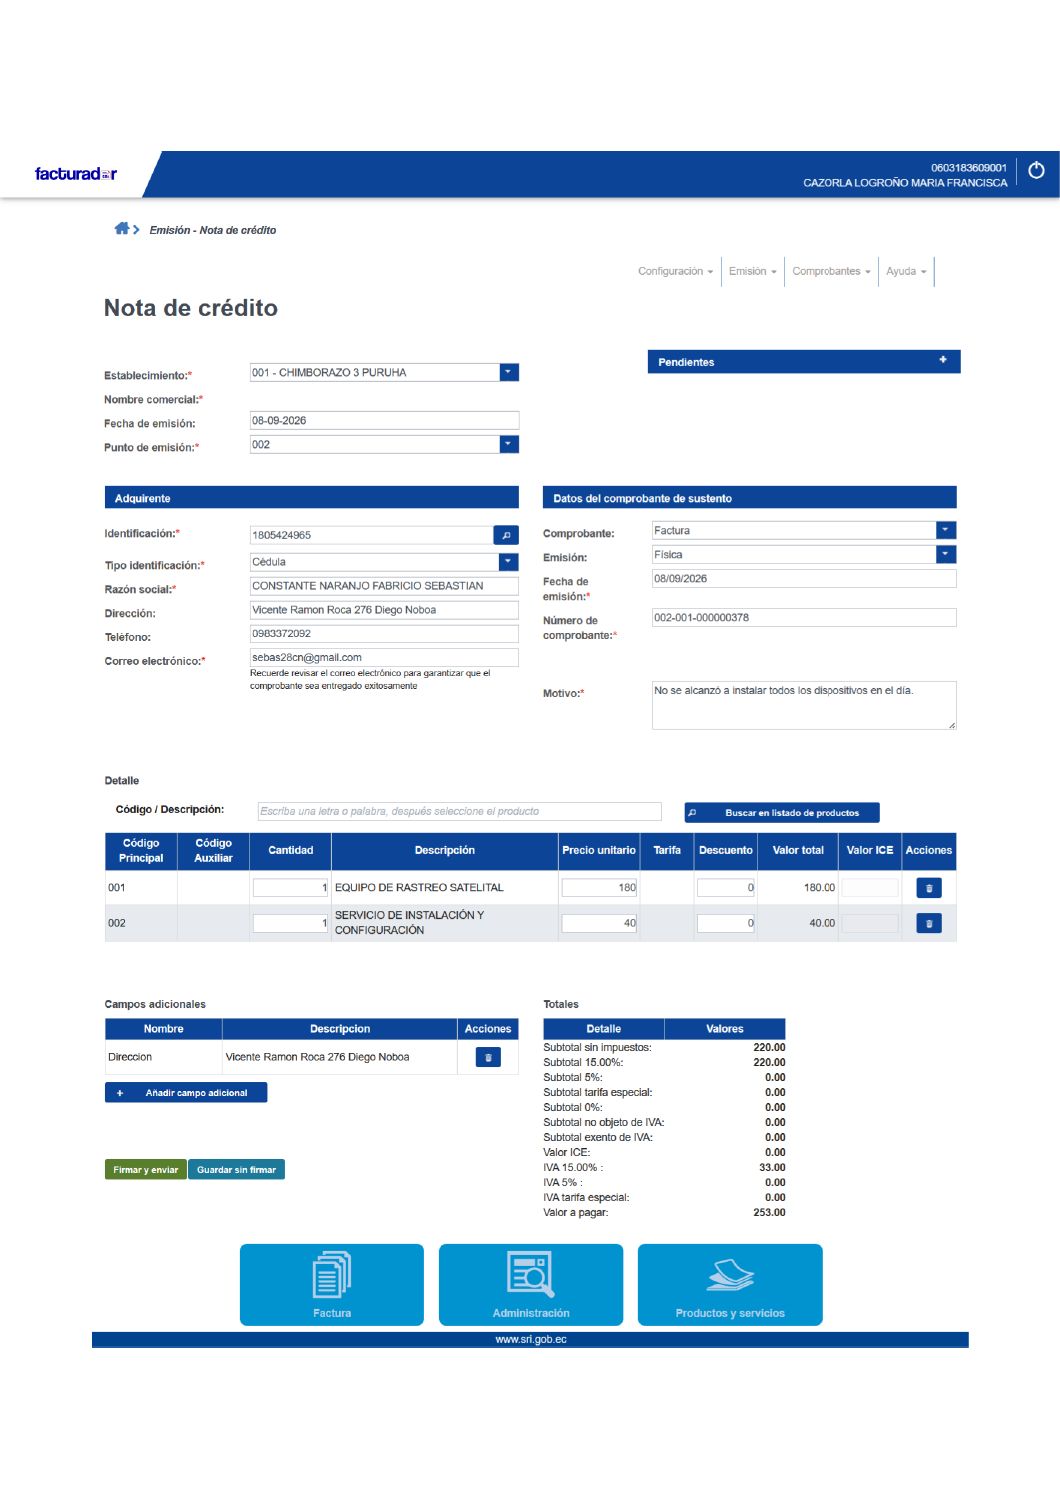 facturador
0603183609001
CAZORLA LOGROÑO MARIA FRANCISCA
Emisión - Nota de crédito
Configuración
Emisión
Comprobantes
Ayuda
Nota de crédito
Pendientes +
Establecimiento:* 001 - CHIMBORAZO 3 PURUHA
Nombre comercial:*
Fecha de emisión: 08-09-2026
Punto de emisión:* 002
Adquirente
Identificación:* 1805424965
Tipo identificación:* Cédula
Razón social:* CONSTANTE NARANJO FABRICIO SEBASTIAN
Dirección: Vicente Ramon Roca 276 Diego Noboa
Teléfono: 0983372092
Correo electrónico:* sebas28cn@gmail.com
Recuerde revisar el correo electrónico para garantizar que el
comprobante sea entregado exitosamente
Datos del comprobante de sustento
Comprobante: Factura
Emisión: Física
Fecha de
emisión:* 08/09/2026
Número de
comprobante:* 002-001-000000378
Motivo:* No se alcanzó a instalar todos los dispositivos en el día.
Detalle
Código / Descripción: Escriba una letra o palabra, después seleccione el producto Buscar en listado de productos
Código Principal Código Auxiliar Cantidad Descripción Precio unitario Tarifa Descuento Valor total Valor ICE Acciones
001 1 EQUIPO DE RASTREO SATELITAL 180 0 180.00
002 1 SERVICIO DE INSTALACIÓN Y CONFIGURACIÓN 40 0 40.00
Campos adicionales
Nombre Descripcion Acciones
Direccion Vicente Ramon Roca 276 Diego Noboa
+ Añadir campo adicional
Firmar y enviar Guardar sin firmar
Totales
Detalle Valores
Subtotal sin impuestos: 220.00
Subtotal 15.00%: 220.00
Subtotal 5%: 0.00
Subtotal tarifa especial: 0.00
Subtotal 0%: 0.00
Subtotal no objeto de IVA: 0.00
Subtotal exento de IVA: 0.00
Valor ICE: 0.00
IVA 15.00% : 33.00
IVA 5% : 0.00
IVA tarifa especial: 0.00
Valor a pagar: 253.00
Factura
Administración
Productos y servicios
www.sri.gob.ec